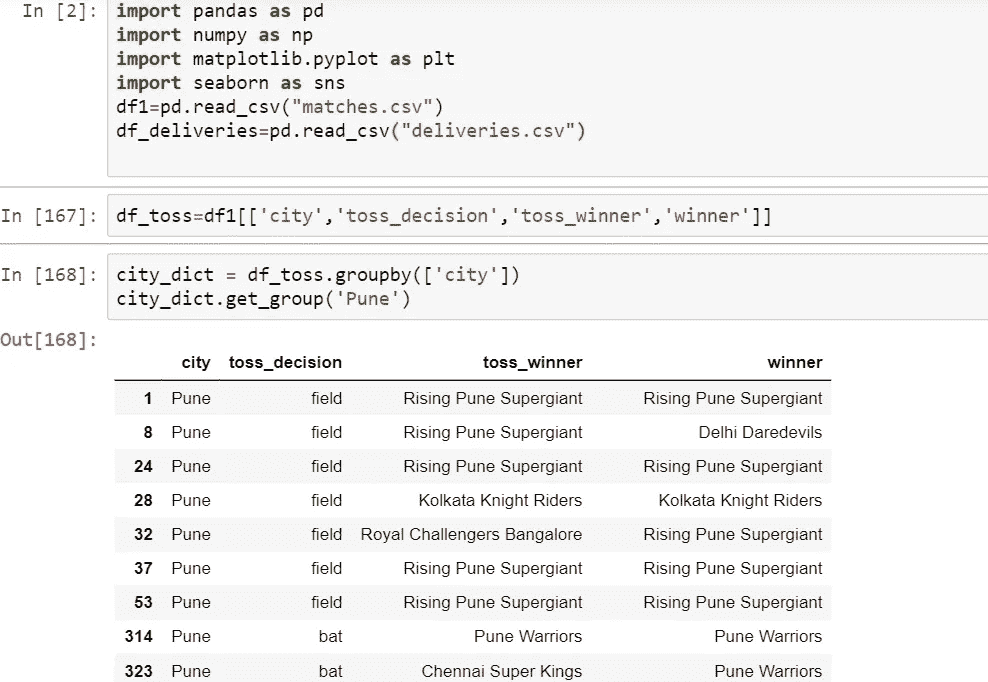 In [2]: import pandas as pd
import numpy as np
import matplotlib.pyplot as plt
import seaborn as sns
df1=pd.read_csv("matches.csv")
df_deliveries=pd.read_csv("deliveries.csv")
In [167]: df_toss=df1[['city','toss_decision','toss_winner','winner']]
In [168]: city_dict = df_toss.groupby(['city'])
city_dict.get_group('Pune')
Out[168]:
city toss_decision toss_winner winner
1 Pune field Rising Pune Supergiant Rising Pune Supergiant
8 Pune field Rising Pune Supergiant Delhi Daredevils
24 Pune field Rising Pune Supergiant Rising Pune Supergiant
28 Pune field Kolkata Knight Riders Kolkata Knight Riders
32 Pune field Royal Challengers Bangalore Rising Pune Supergiant
37 Pune field Rising Pune Supergiant Rising Pune Supergiant
53 Pune field Rising Pune Supergiant Rising Pune Supergiant
314 Pune bat Pune Warriors Pune Warriors
323 Pune bat Chennai Super Kings Pune Warriors